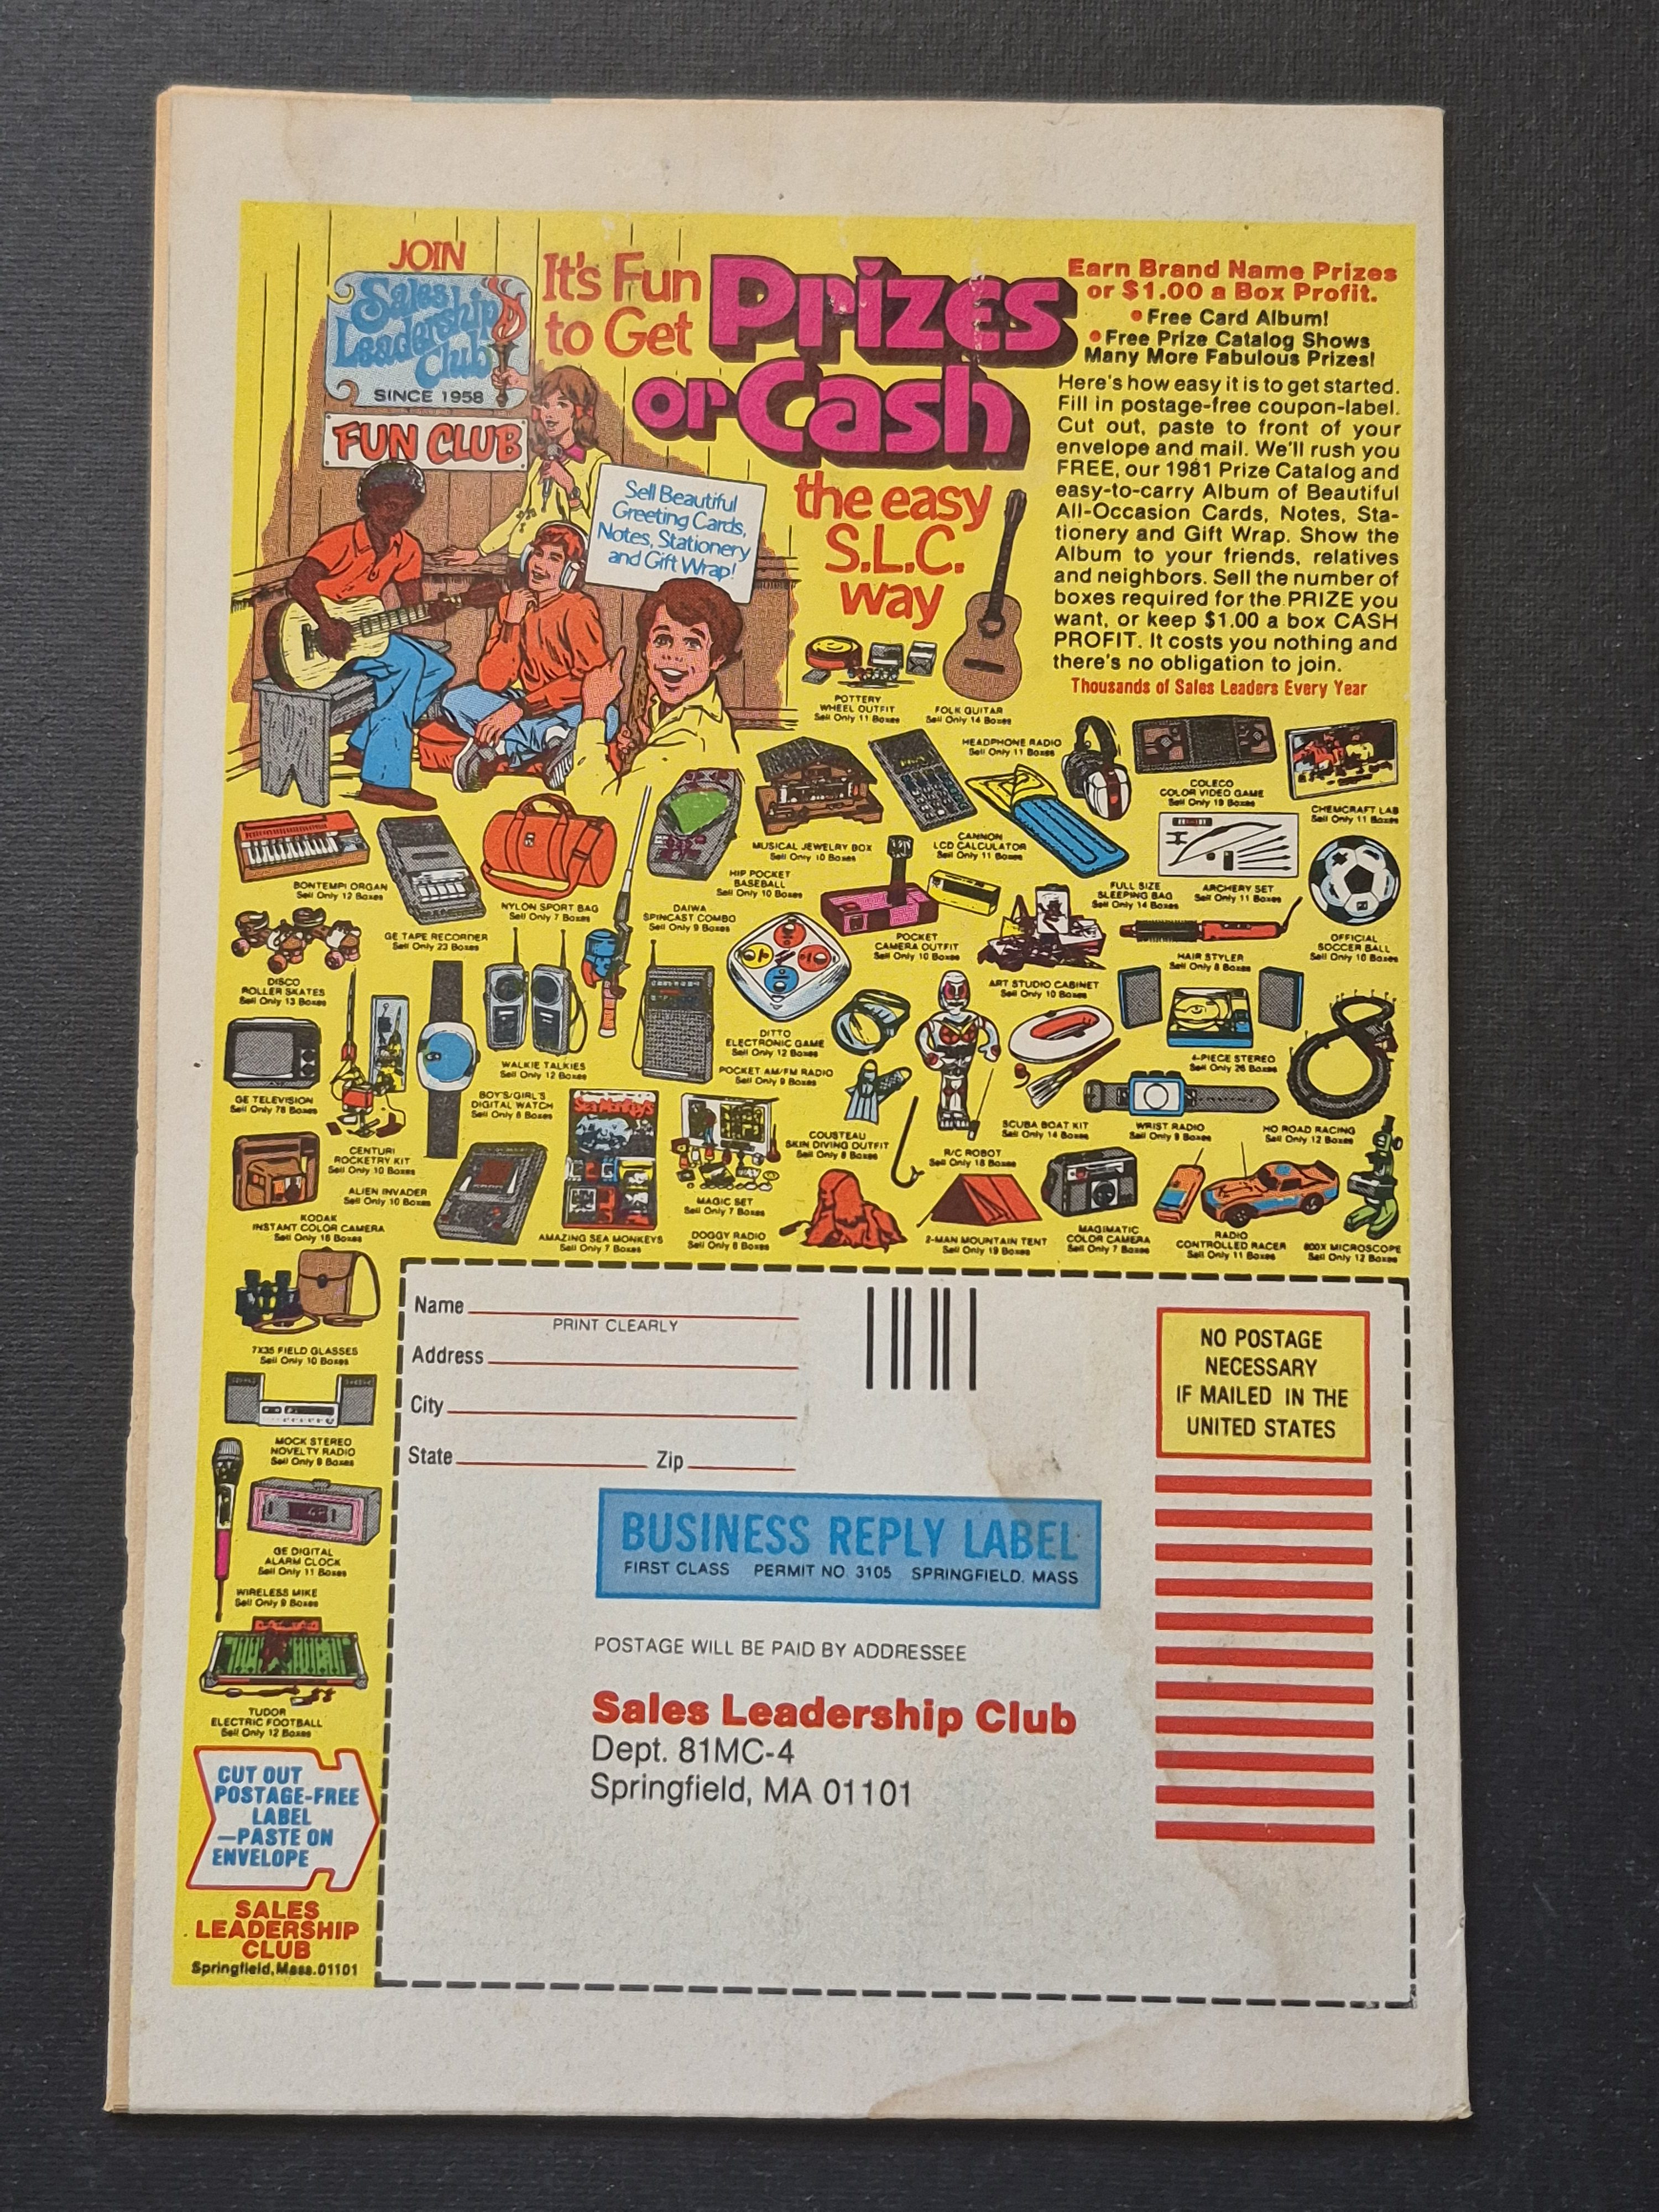 JOIN
Sales
Leadership
Club
SINCE 1958
FUN CLUB
It's Fun
to Get
Prizes
or Cash
the easy
S.L.C.
way
Sell Beautiful
Greeting Cards,
Notes, Stationery
and Gift Wrap!
Earn Brand Name Prizes
or $1.00 a Box Profit.
• Free Card Album!
• Free Prize Catalog Shows
Many More Fabulous Prizes!
Here's how easy it is to get started.
Fill in postage-free coupon-label.
Cut out, paste to front of your
envelope and mail. We'll rush you
FREE, our 1981 Prize Catalog and
easy-to-carry Album of Beautiful
All-Occasion Cards, Notes, Sta-
tionery and Gift Wrap. Show the
Album to your friends, relatives
and neighbors. Sell the number of
boxes required for the PRIZE you
want, or keep $1.00 a box CASH
PROFIT. It costs you nothing and
there's no obligation to join.
Thousands of Sales Leaders Every Year
POTTERY
WHEEL OUTFIT
Sell Only 11 Boxes
FOLK GUITAR
Sell Only 14 Boxes
HEADPHONE RADIO
Sell Only 11 Boxes
COLECO
COLOR VIDEO GAME
Sell Only 19 Boxes
CHEMCRAFT LAB
Sell Only 11 Boxes
BONTEMPI ORGAN
Sell Only 12 Boxes
GE TAPE RECORDER
Sell Only 23 Boxes
NYLON SPORT BAG
Sell Only 7 Boxes
HIP POCKET
BASEBALL
Sell Only 10 Boxes
MUSICAL JEWELRY BOX
Sell Only 10 Boxes
CANNON
LCD CALCULATOR
Sell Only 11 Boxes
FULL SIZE
SLEEPING BAG
Sell Only 14 Boxes
ARCHERY SET
Sell Only 11 Boxes
OFFICIAL
SOCCER BALL
Sell Only 10 Boxes
DAIWA
SPINCAST COMBO
Sell Only 9 Boxes
POCKET
CAMERA OUTFIT
Sell Only 10 Boxes
HAIR STYLER
Sell Only 8 Boxes
DISCO
ROLLER SKATES
Sell Only 13 Boxes
ART STUDIO CABINET
Sell Only 10 Boxes
DITTO
ELECTRONIC GAME
Sell Only 12 Boxes
WALKIE TALKIES
Sell Only 12 Boxes
POCKET AM/FM RADIO
Sell Only 9 Boxes
4-PIECE STEREO
Sell Only 26 Boxes
GE TELEVISION
Sell Only 78 Boxes
BOY'S/GIRL'S
DIGITAL WATCH
Sell Only 8 Boxes
COUSTEAU
SKIN DIVING OUTFIT
Sell Only 8 Boxes
SCUBA BOAT KIT
Sell Only 14 Boxes
WRIST RADIO
Sell Only 9 Boxes
HO ROAD RACING
Sell Only 12 Boxes
CENTURI
ROCKETRY KIT
Sell Only 10 Boxes
R/C ROBOT
Sell Only 18 Boxes
ALIEN INVADER
Sell Only 10 Boxes
SeaMonkeys
MAGIC SET
Sell Only 7 Boxes
KODAK
INSTANT COLOR CAMERA
Sell Only 16 Boxes
AMAZING SEA MONKEYS
Sell Only 7 Boxes
DOGGY RADIO
Sell Only 8 Boxes
2-MAN MOUNTAIN TENT
Sell Only 19 Boxes
MAGIMATIC
COLOR CAMERA
Sell Only 7 Boxes
RADIO
CONTROLLED RACER
Sell Only 11 Boxes
600X MICROSCOPE
Sell Only 12 Boxes
7X35 FIELD GLASSES
Sell Only 10 Boxes
MOCK STEREO
NOVELTY RADIO
Sell Only 9 Boxes
GE DIGITAL
ALARM CLOCK
Sell Only 11 Boxes
WIRELESS MIKE
Sell Only 9 Boxes
TUDOR
ELECTRIC FOOTBALL
Sell Only 12 Boxes
CUT OUT
POSTAGE-FREE
LABEL
—PASTE ON
ENVELOPE
SALES
LEADERSHIP
CLUB
Springfield, Mass. 01101
Name
PRINT CLEARLY
Address
City
State Zip
NO POSTAGE
NECESSARY
IF MAILED IN THE
UNITED STATES
BUSINESS REPLY LABEL
FIRST CLASS PERMIT NO. 3105 SPRINGFIELD, MASS
POSTAGE WILL BE PAID BY ADDRESSEE
Sales Leadership Club
Dept. 81MC-4
Springfield, MA 01101